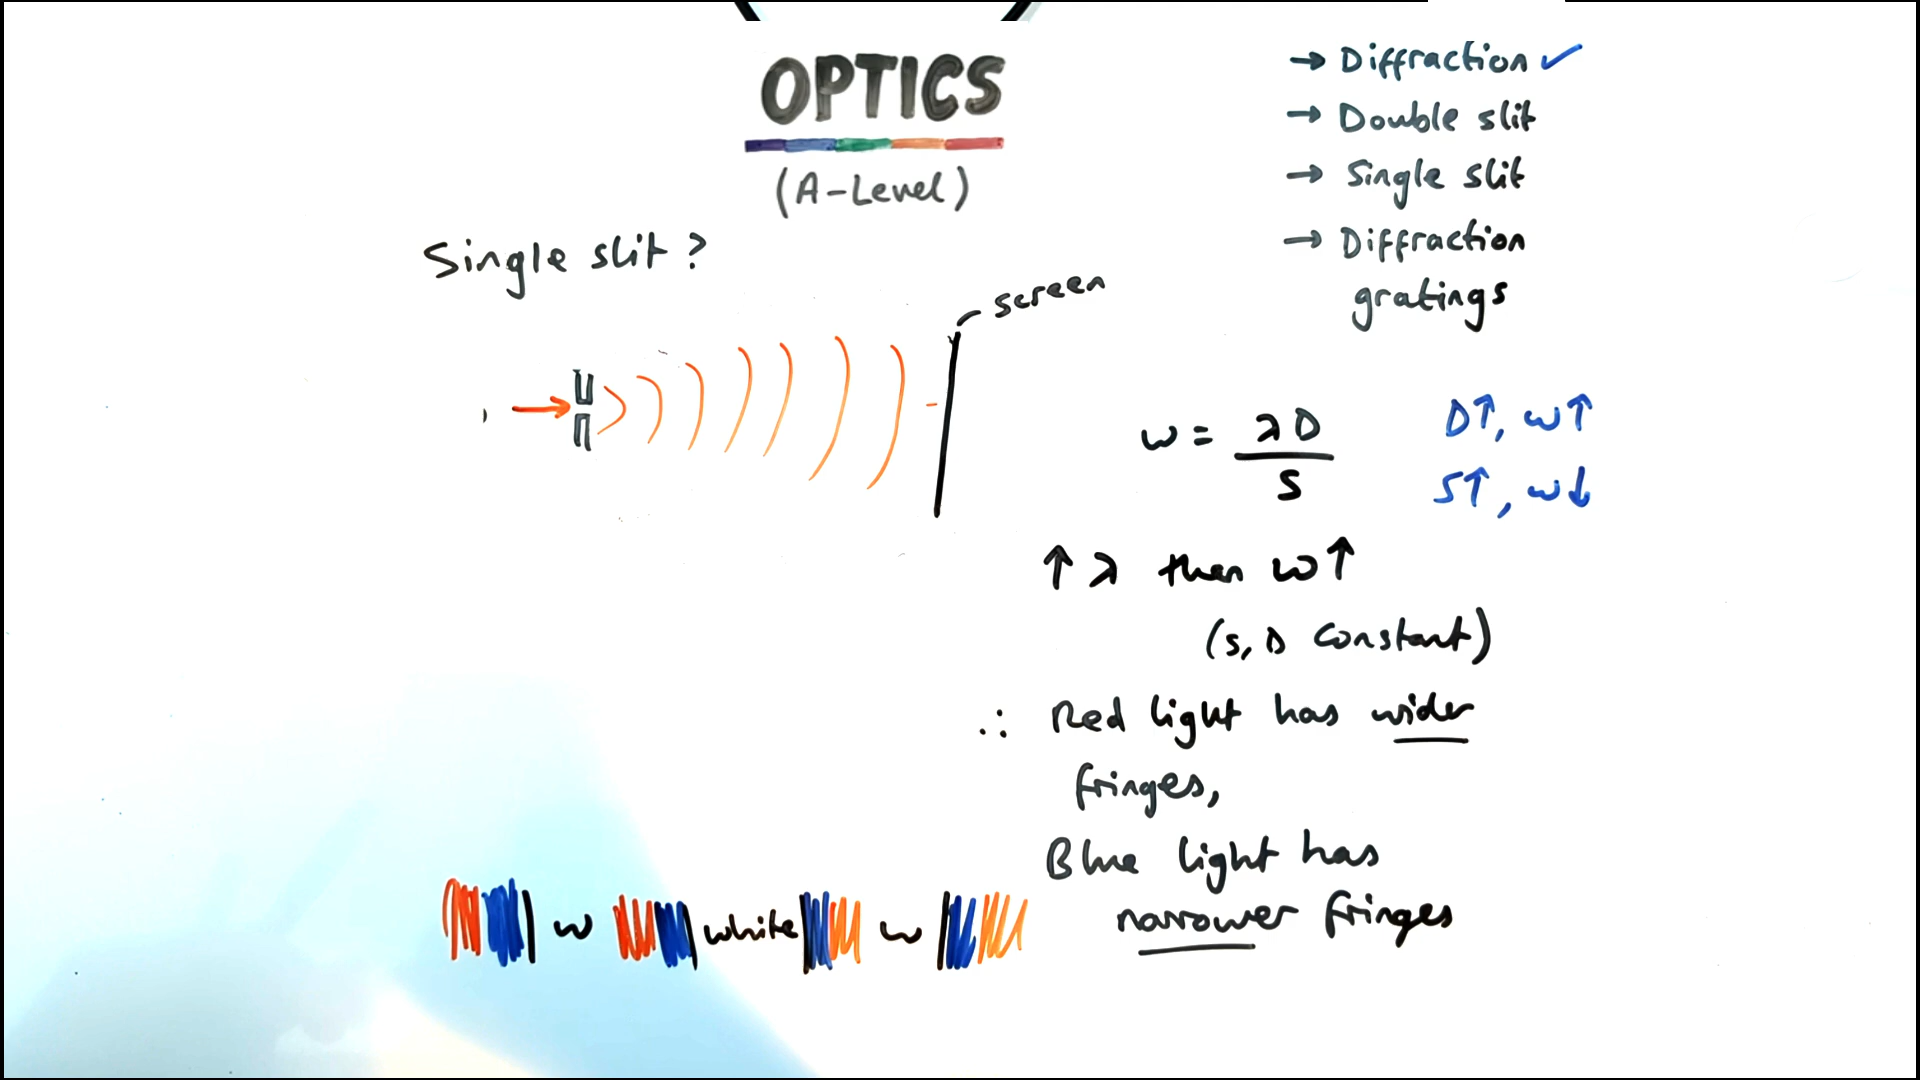 OPTICS
(A-Level)
→ Diffraction ✓
→ Double slit
→ Single slit
→ Diffraction
gratings
Single slit?
screen
w = λD
s
D↑, w↑
s↑, w↓
↑ λ then w↑
(s, D constant)
∴ Red light has wider
fringes,
Blue light has
narrower fringes
w white w